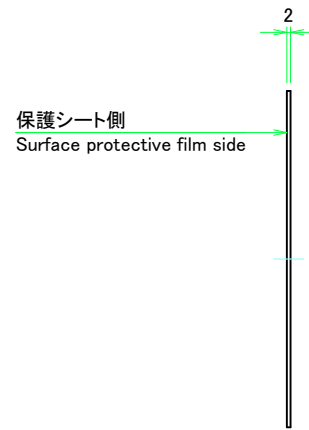 2
保護シート側
Surface protective film side